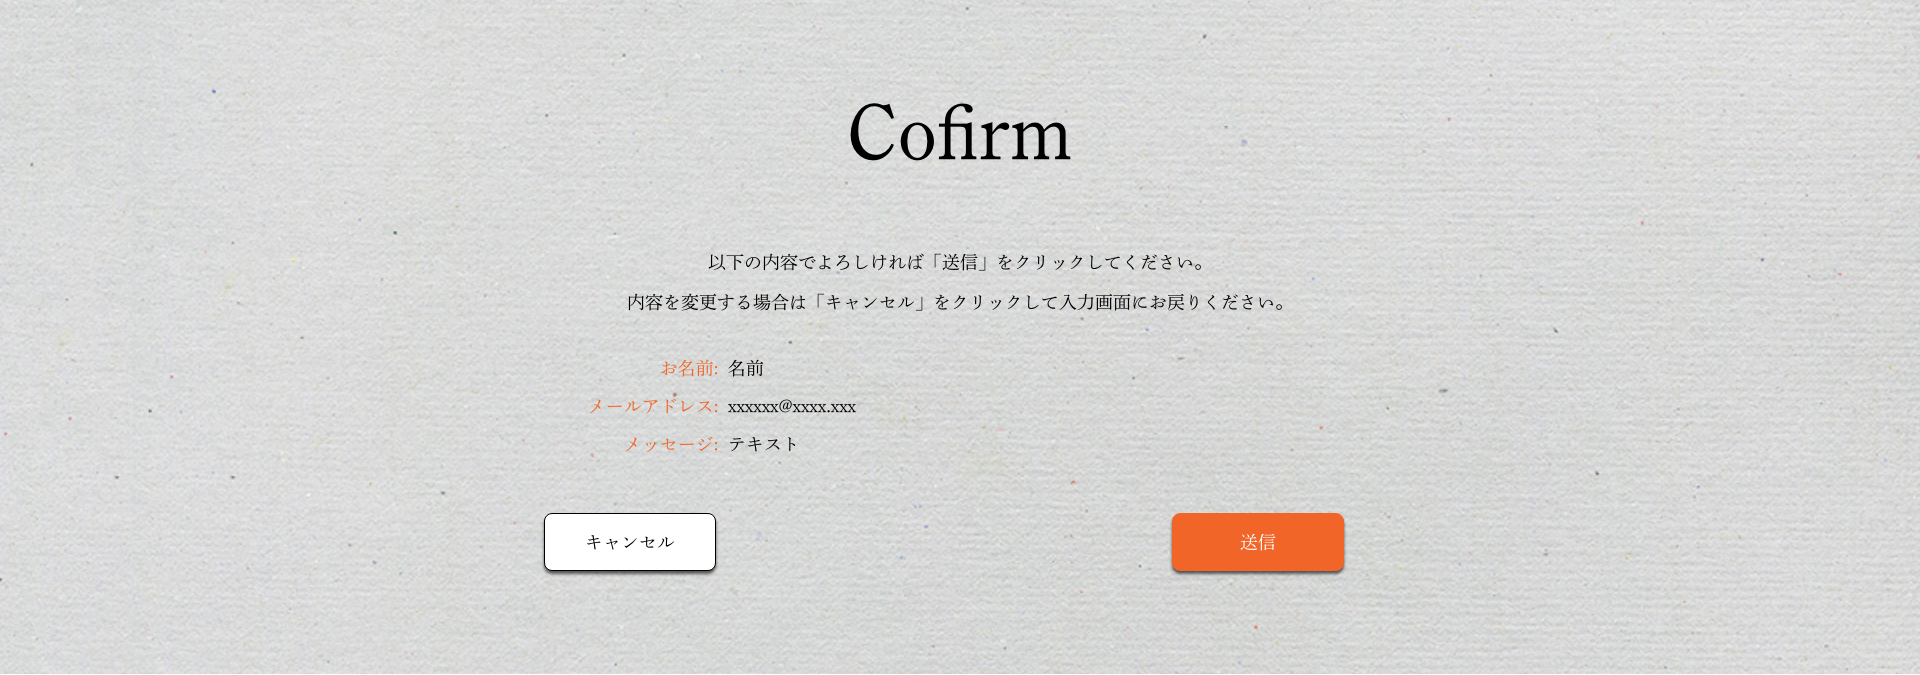 Cofirm
以下の内容でよろしければ「送信」をクリックしてください。
内容を変更する場合は「キャンセル」をクリックして入力画面にお戻りください。
お名前: 名前
メールアドレス: xxxxxx@xxxx.xxx
メッセージ: テキスト
キャンセル
送信